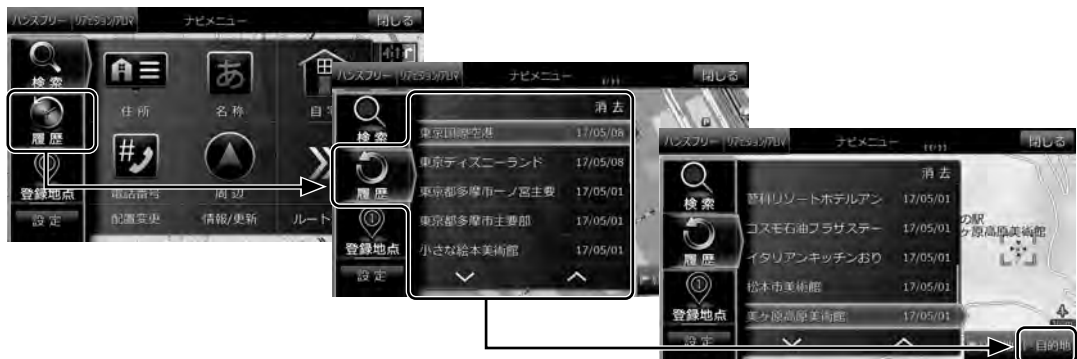 ハンズフリー リラクション/アロマ ナビメニュー 閉じる
検索
履歴
登録地点
設定
住所
名称
自宅
電話番号
周辺
配置変更
情報/更新
ルート
ナビメニュー 閉じる
検索
履歴
登録地点
設定
消去
東京国際空港 17/05/08
東京ディズニーランド 17/05/08
東京都多摩市一ノ宮主要 17/05/01
東京都多摩市主要部 17/05/01
小さな絵本美術館 17/05/01
ナビメニュー 閉じる
検索
履歴
登録地点
設定
消去
蓼科リゾートホテルアン 17/05/01
コスモ石油プラザステー 17/05/01
イタリアンキッチンおり 17/05/01
松本市美術館 17/05/01
美ヶ原高原美術館 17/05/01
の駅
ヶ原高原美術館
目的地